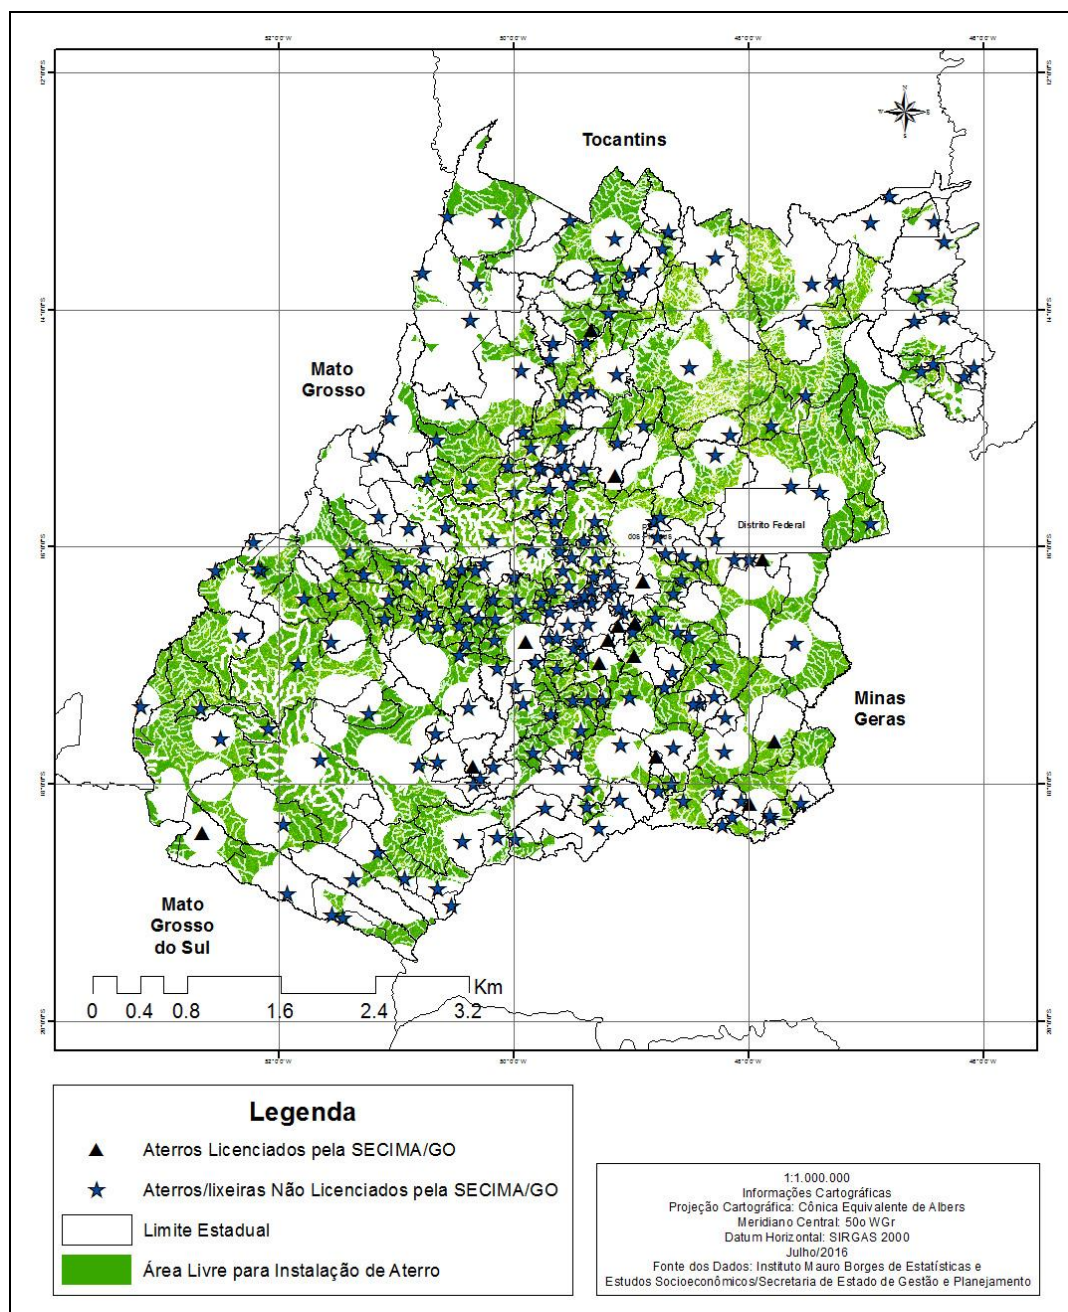 Tocantins
Mato
Grosso
Distrito Federal
dos
Minas
Geras
Mato
Grosso
do Sul
Km
0 0.4 0.8 1.6 2.4 3.2
Legenda
Aterros Licenciados pela SECIMA/GO
Aterros/lixeiras Não Licenciados pela SECIMA/GO
Limite Estadual
Área Livre para Instalação de Aterro
1:1.000.000
Informações Cartográficas
Projeção Cartográfica: Cônica Equivalente de Albers
Meridiano Central: 50o WGr
Datum Horizontal: SIRGAS 2000
Julho/2016
Fonte dos Dados: Instituto Mauro Borges de Estatísticas e
Estudos Socioeconômicos/Secretaria de Estado de Gestão e Planejamento